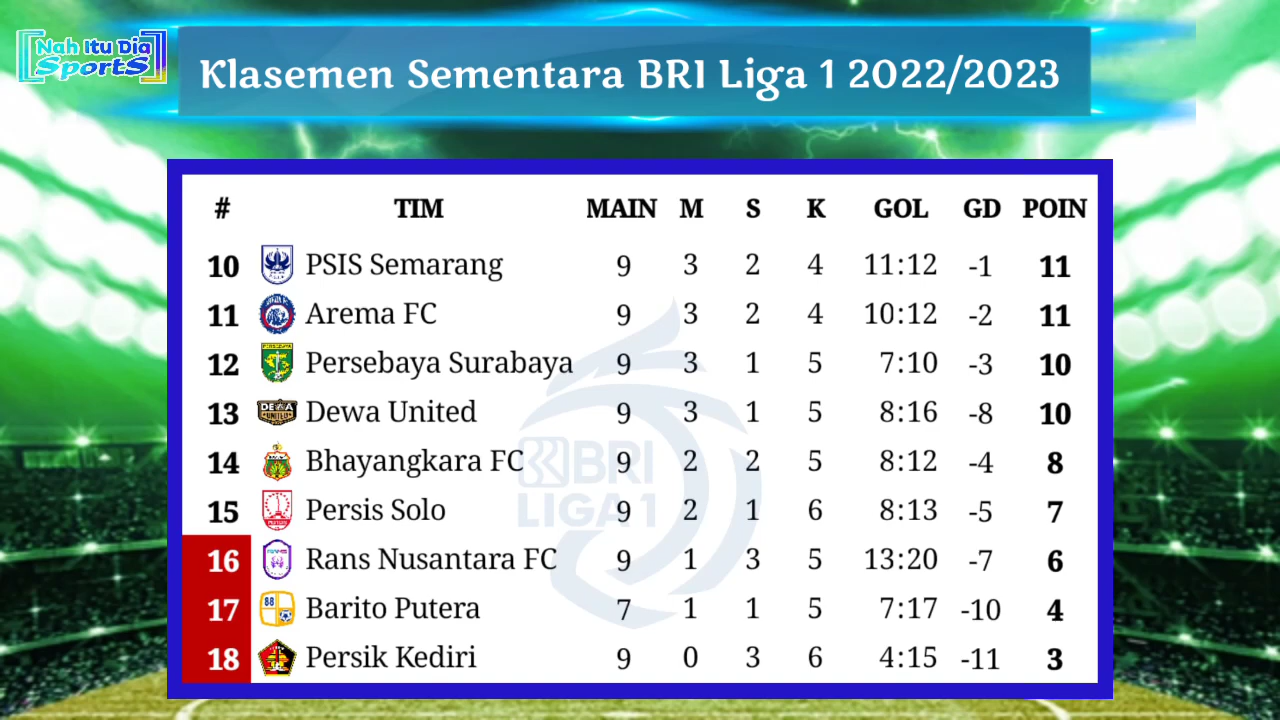 Nah Itu Dia
Sports
Klasemen Sementara BRI Liga 1 2022/2023
# TIM MAIN M S K GOL GD POIN
10 PSIS Semarang 9 3 2 4 11:12 -1 11
11 Arema FC 9 3 2 4 10:12 -2 11
12 Persebaya Surabaya 9 3 1 5 7:10 -3 10
13 Dewa United 9 3 1 5 8:16 -8 10
14 Bhayangkara FC 9 2 2 5 8:12 -4 8
15 Persis Solo 9 2 1 6 8:13 -5 7
16 Rans Nusantara FC 9 1 3 5 13:20 -7 6
17 Barito Putera 7 1 1 5 7:17 -10 4
18 Persik Kediri 9 0 3 6 4:15 -11 3
BRI
LIGA 1